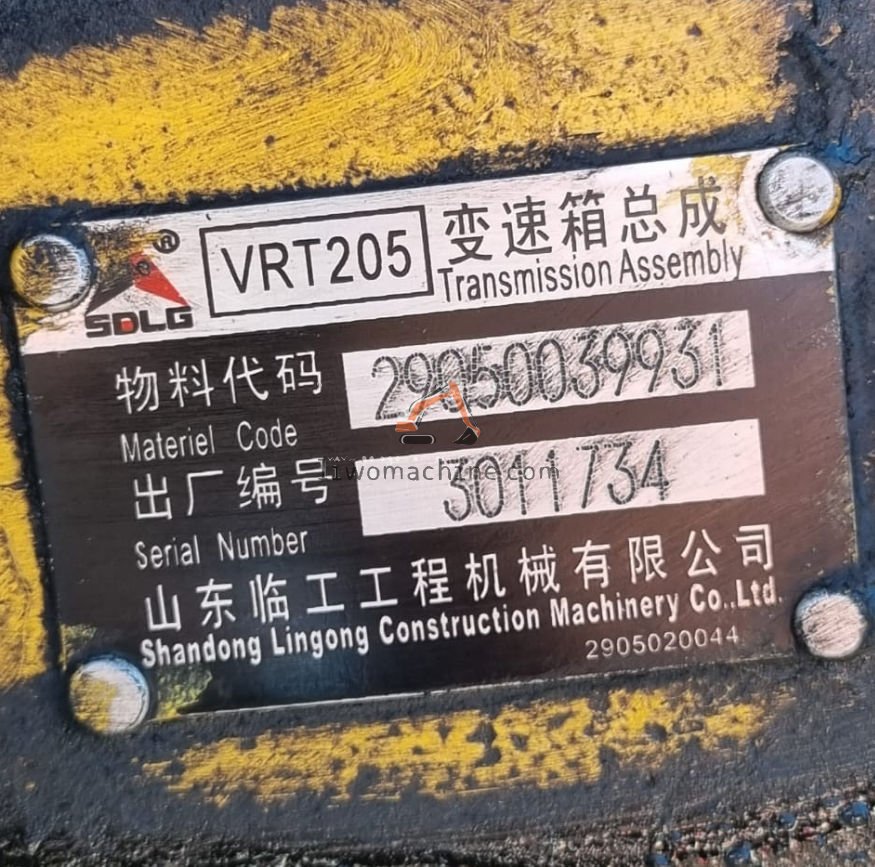 SDLG ® VRT205 变速箱总成
Transmission Assembly
物料代码 29050039931
Materiel Code
出厂编号 3011734
Serial Number
liwomachine.com
山东临工工程机械有限公司
Shandong Lingong Construction Machinery Co.,Ltd.
2905020044